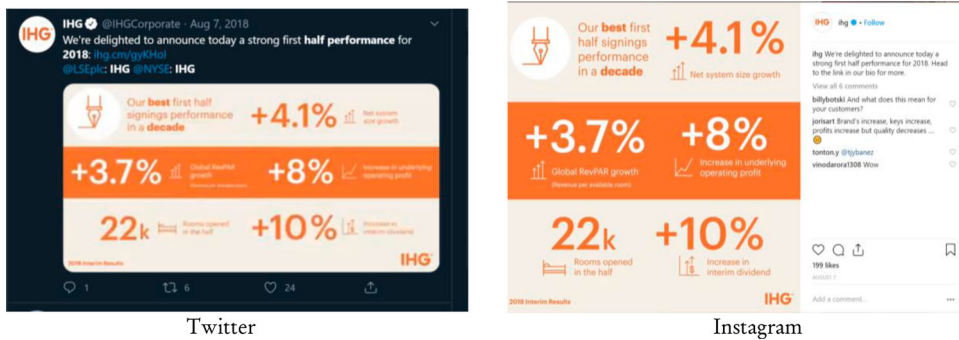 IHG
IHG @IHGCorporate · Aug 7, 2018
We're delighted to announce today a strong first half performance for
2018: ihg.com/gyKHol
@LSEplc: IHG @NYSE: IHG
Our best first half
signings performance
in a decade
+4.1%
Net system
size growth
+3.7%
Global RevPAR
growth
+8%
Increase in underlying
operating profit
22k
Rooms opened
in the half
+10%
Increase in
interim dividend
2018 Interim Results
IHG
1
6
24
Twitter
Our best first
half signings
performance
in a decade
+4.1%
Net system size growth
+3.7%
Global RevPAR growth
(Revenue per available room)
+8%
Increase in underlying
operating profit
22k
Rooms opened
in the half
+10%
Increase in
interim dividend
2018 Interim Results
IHG
IHG
ihg • Follow
ihg We're delighted to announce today a
strong first half performance for 2018. Head
to the link in our bio for more.
View all 6 comments
billybotski And what does this mean for
your customers?
jorisart Brand's increase, keys increase,
profits increase but quality decreases ...
tonton.y @tjybanez
vinodarora1308 Wow
199 likes
AUGUST 7
Add a comment...
Instagram